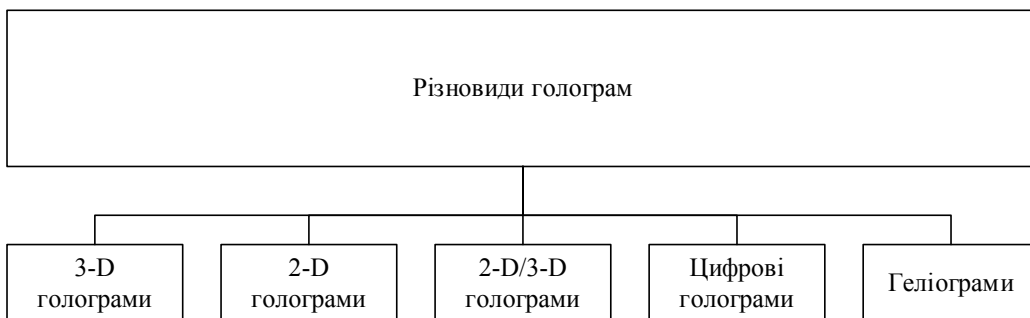 Різновиди голограм
3-D
голограми
2-D
голограми
2-D/3-D
голограми
Цифрові
голограми
Геліограми